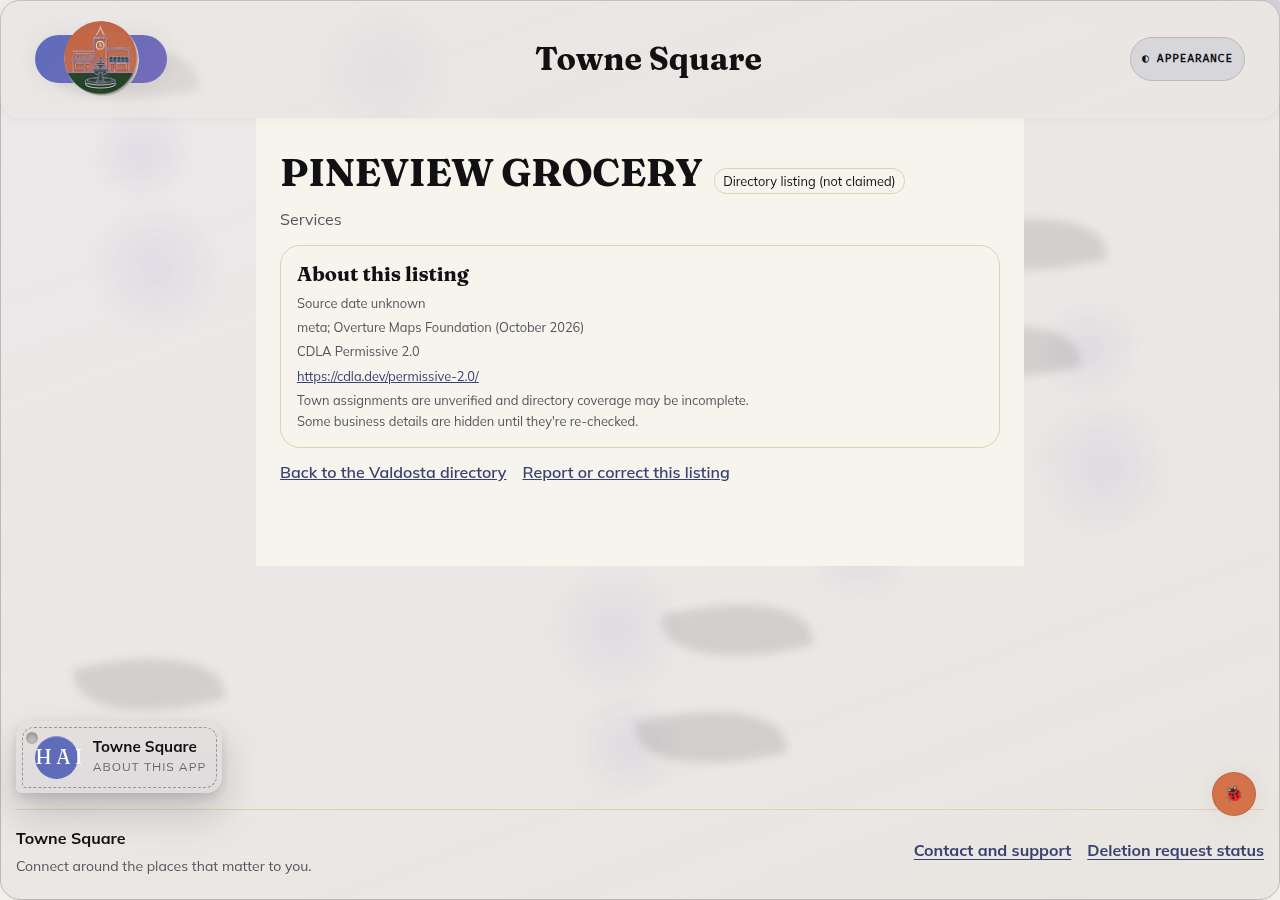 Towne Square
◐ APPEARANCE
PINEVIEW GROCERY
Directory listing (not claimed)
Services
About this listing
Source date unknown
meta; Overture Maps Foundation (October 2026)
CDLA Permissive 2.0
https://cdla.dev/permissive-2.0/
Town assignments are unverified and directory coverage may be incomplete.
Some business details are hidden until they're re-checked.
Back to the Valdosta directory
Report or correct this listing
HAI
Towne Square
ABOUT THIS APP
Towne Square
Connect around the places that matter to you.
Contact and support
Deletion request status